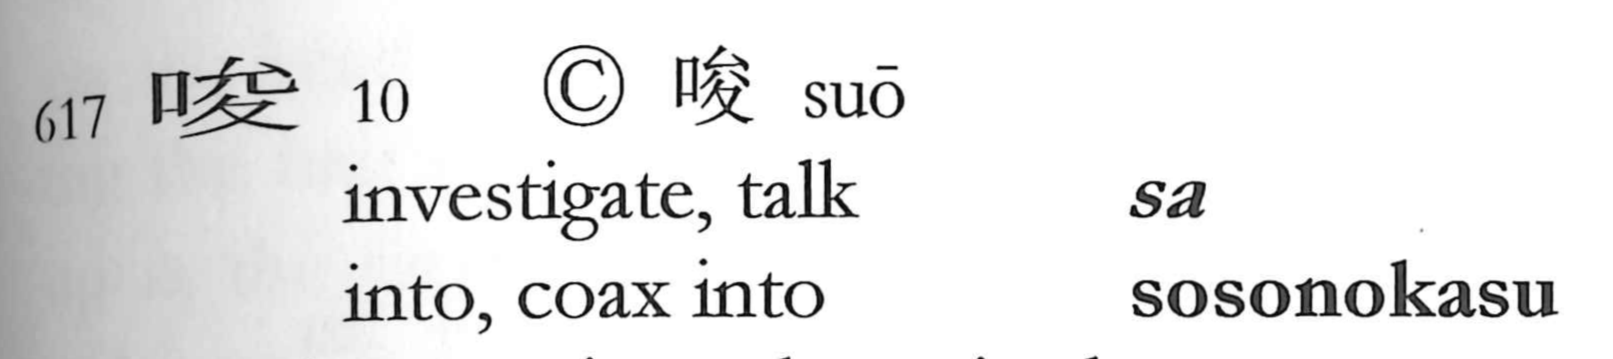 617 唆 10 Ⓒ 唆 suō
investigate, talk sa
into, coax into sosonokasu